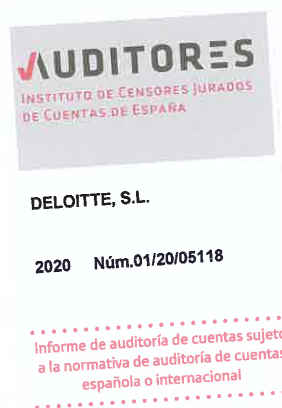 AUDITORES
INSTITUTO DE CENSORES JURADOS
DE CUENTAS DE ESPAÑA
DELOITTE, S.L.
2020 Núm.01/20/05118
Informe de auditoría de cuentas sujeto
a la normativa de auditoría de cuentas
española o internacional